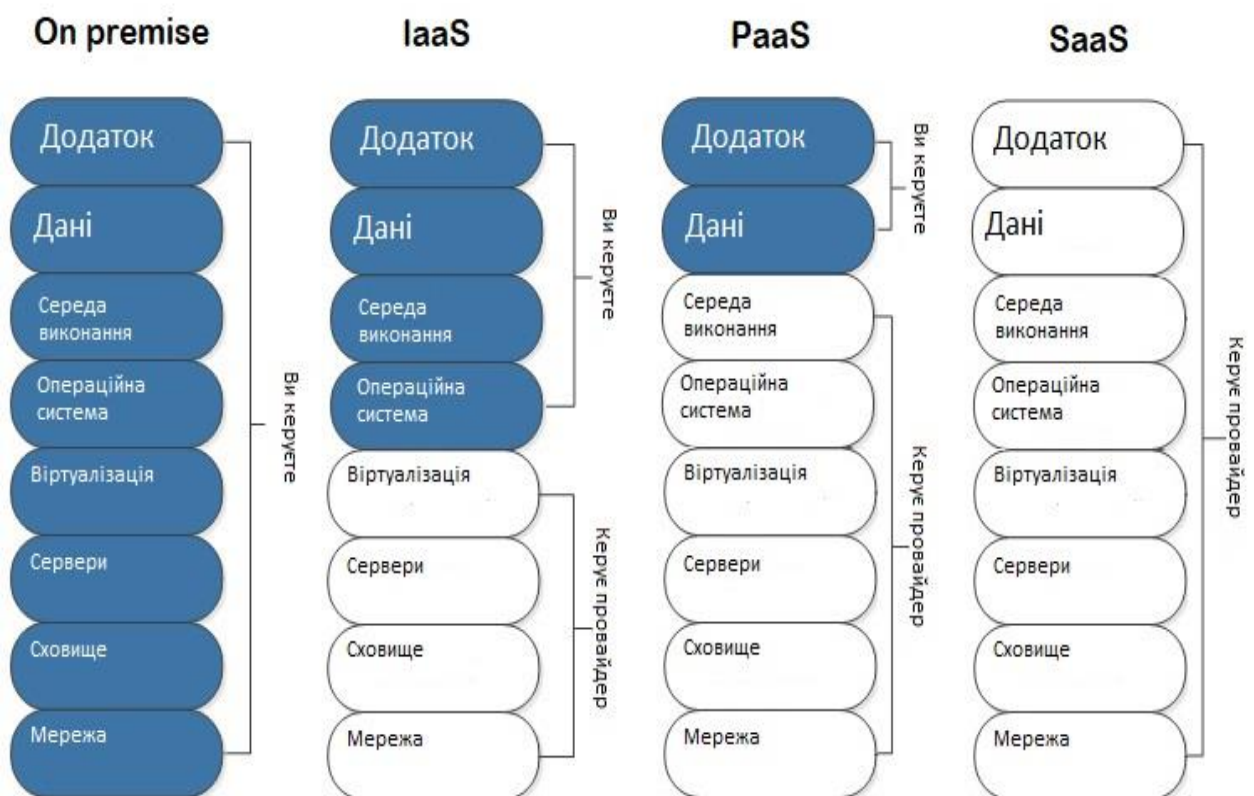 On premise
Додаток
Дані
Середа
виконання
Операційна
система
Віртуалізація
Сервери
Сховище
Мережа
Ви керуєте
IaaS
Додаток
Дані
Середа
виконання
Операційна
система
Віртуалізація
Сервери
Сховище
Мережа
Ви керуєте
Керує провайдер
PaaS
Додаток
Дані
Середа
виконання
Операційна
система
Віртуалізація
Сервери
Сховище
Мережа
Ви керуєте
Керує провайдер
SaaS
Додаток
Дані
Середа
виконання
Операційна
система
Віртуалізація
Сервери
Сховище
Мережа
Керує провайдер